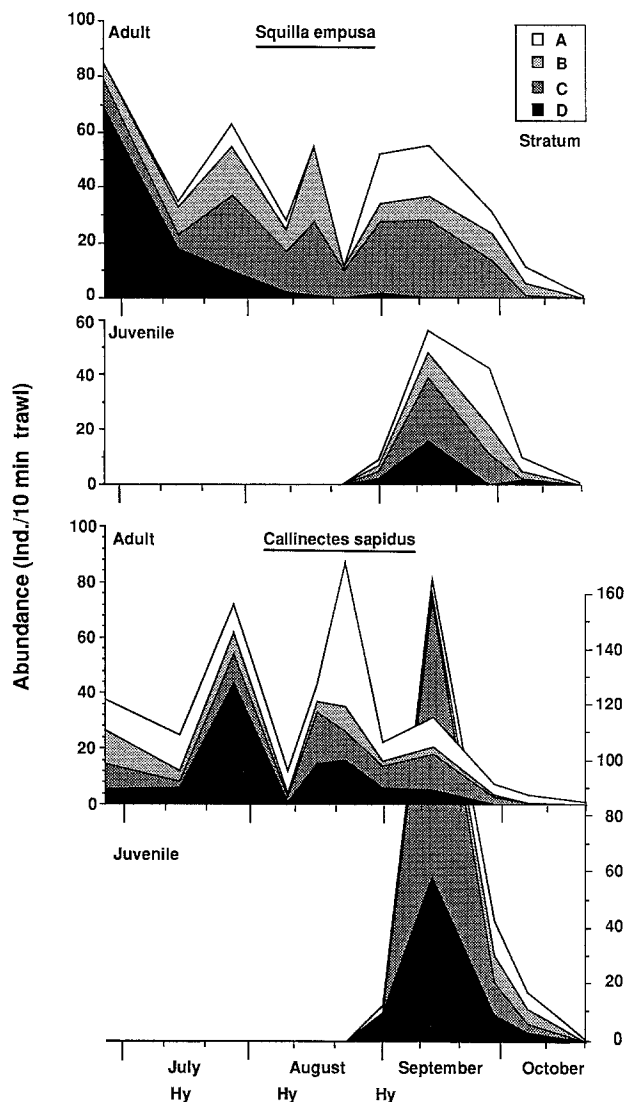 Abundance (Ind./10 min trawl)
Adult
Squilla empusa
A
B
C
D
Stratum
100
80
60
40
20
0
Juvenile
60
40
20
0
Adult
Callinectes sapidus
100
80
60
40
20
0
160
140
120
100
80
60
40
20
0
Juvenile
July August September October
Hy Hy Hy